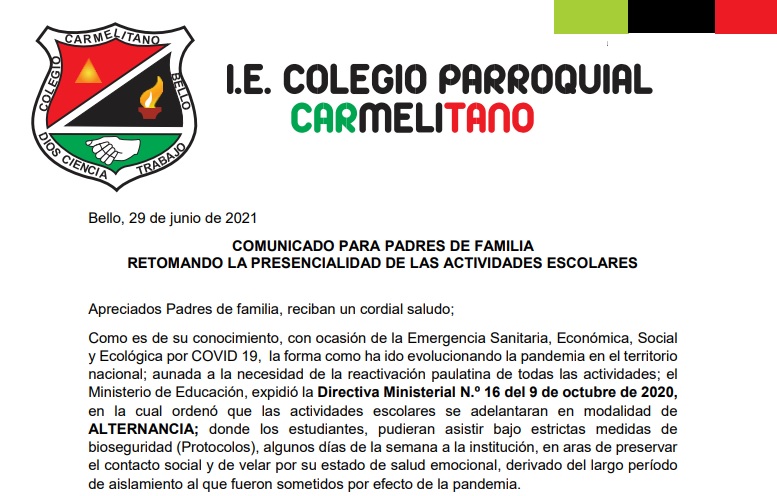 COLEGIO CARMELITANO BELLO
DIOS CIENCIA TRABAJO
I.E. COLEGIO PARROQUIAL
CARMELITANO
Bello, 29 de junio de 2021
COMUNICADO PARA PADRES DE FAMILIA
RETOMANDO LA PRESENCIALIDAD DE LAS ACTIVIDADES ESCOLARES
Apreciados Padres de familia, reciban un cordial saludo;
Como es de su conocimiento, con ocasión de la Emergencia Sanitaria, Económica, Social
y Ecológica por COVID 19, la forma como ha ido evolucionando la pandemia en el territorio
nacional; aunada a la necesidad de la reactivación paulatina de todas las actividades; el
Ministerio de Educación, expidió la Directiva Ministerial N.º 16 del 9 de octubre de 2020,
en la cual ordenó que las actividades escolares se adelantaran en modalidad de
ALTERNANCIA; donde los estudiantes, pudieran asistir bajo estrictas medidas de
bioseguridad (Protocolos), algunos días de la semana a la institución, en aras de preservar
el contacto social y de velar por su estado de salud emocional, derivado del largo período
de aislamiento al que fueron sometidos por efecto de la pandemia.